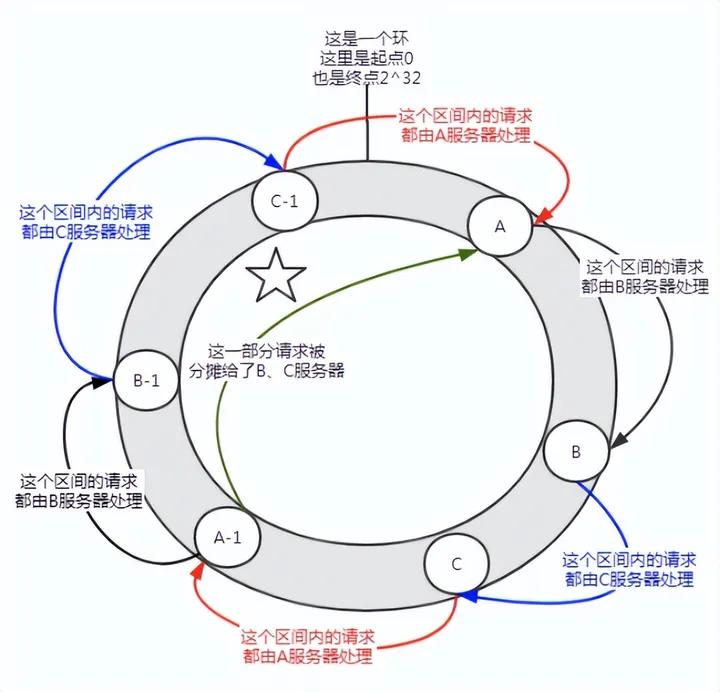 这是一个环
这里是起点0
也是终点2^32
这个区间内的请求
都由A服务器处理
C-1
A
这个区间内的请求
都由C服务器处理
这个区间的请求
都由B服务器处理
这一部分请求被
分摊给了B、C服务器
B-1
B
这个区间的请求
都由B服务器处理
A-1
C
这个区间内的请求
都由C服务器处理
这个区间内的请求
都由A服务器处理